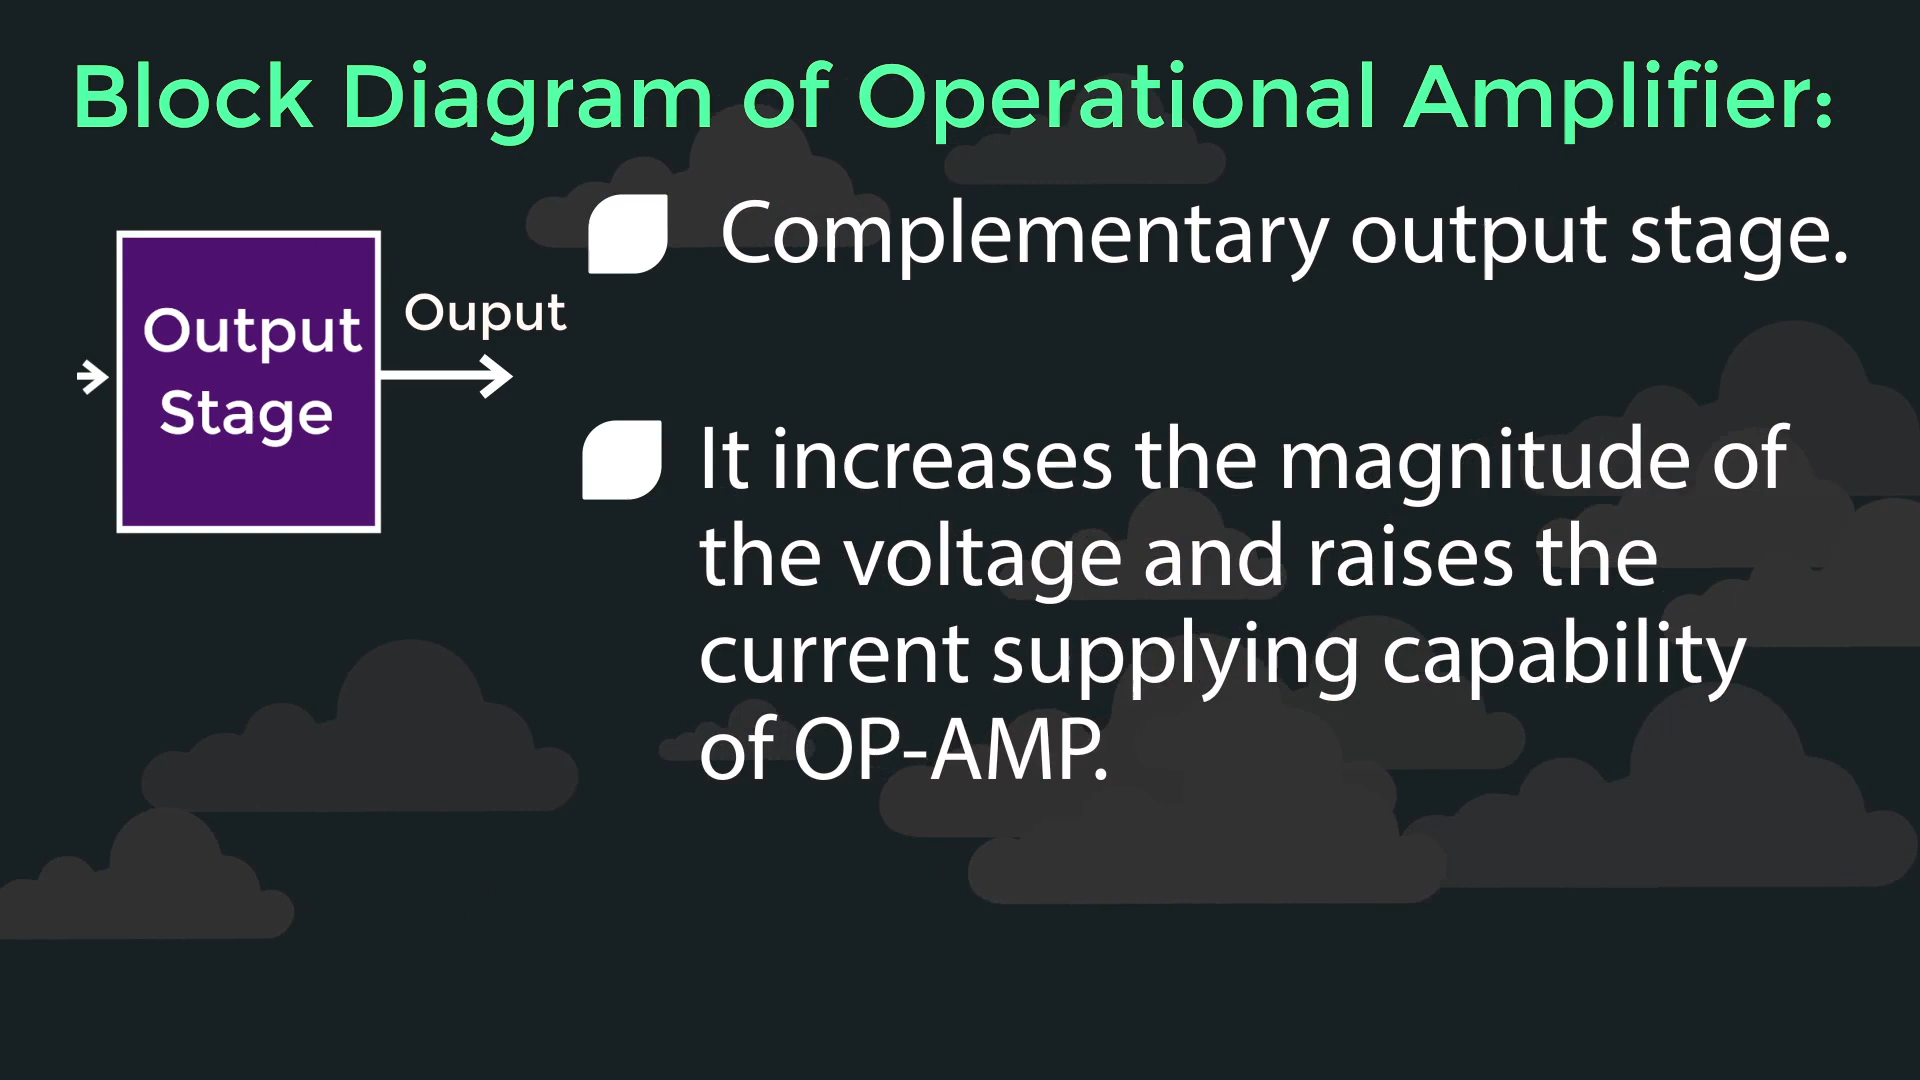 Block Diagram of Operational Amplifier:
Output
Stage
Ouput
Complementary output stage.
It increases the magnitude of
the voltage and raises the
current supplying capability
of OP-AMP.